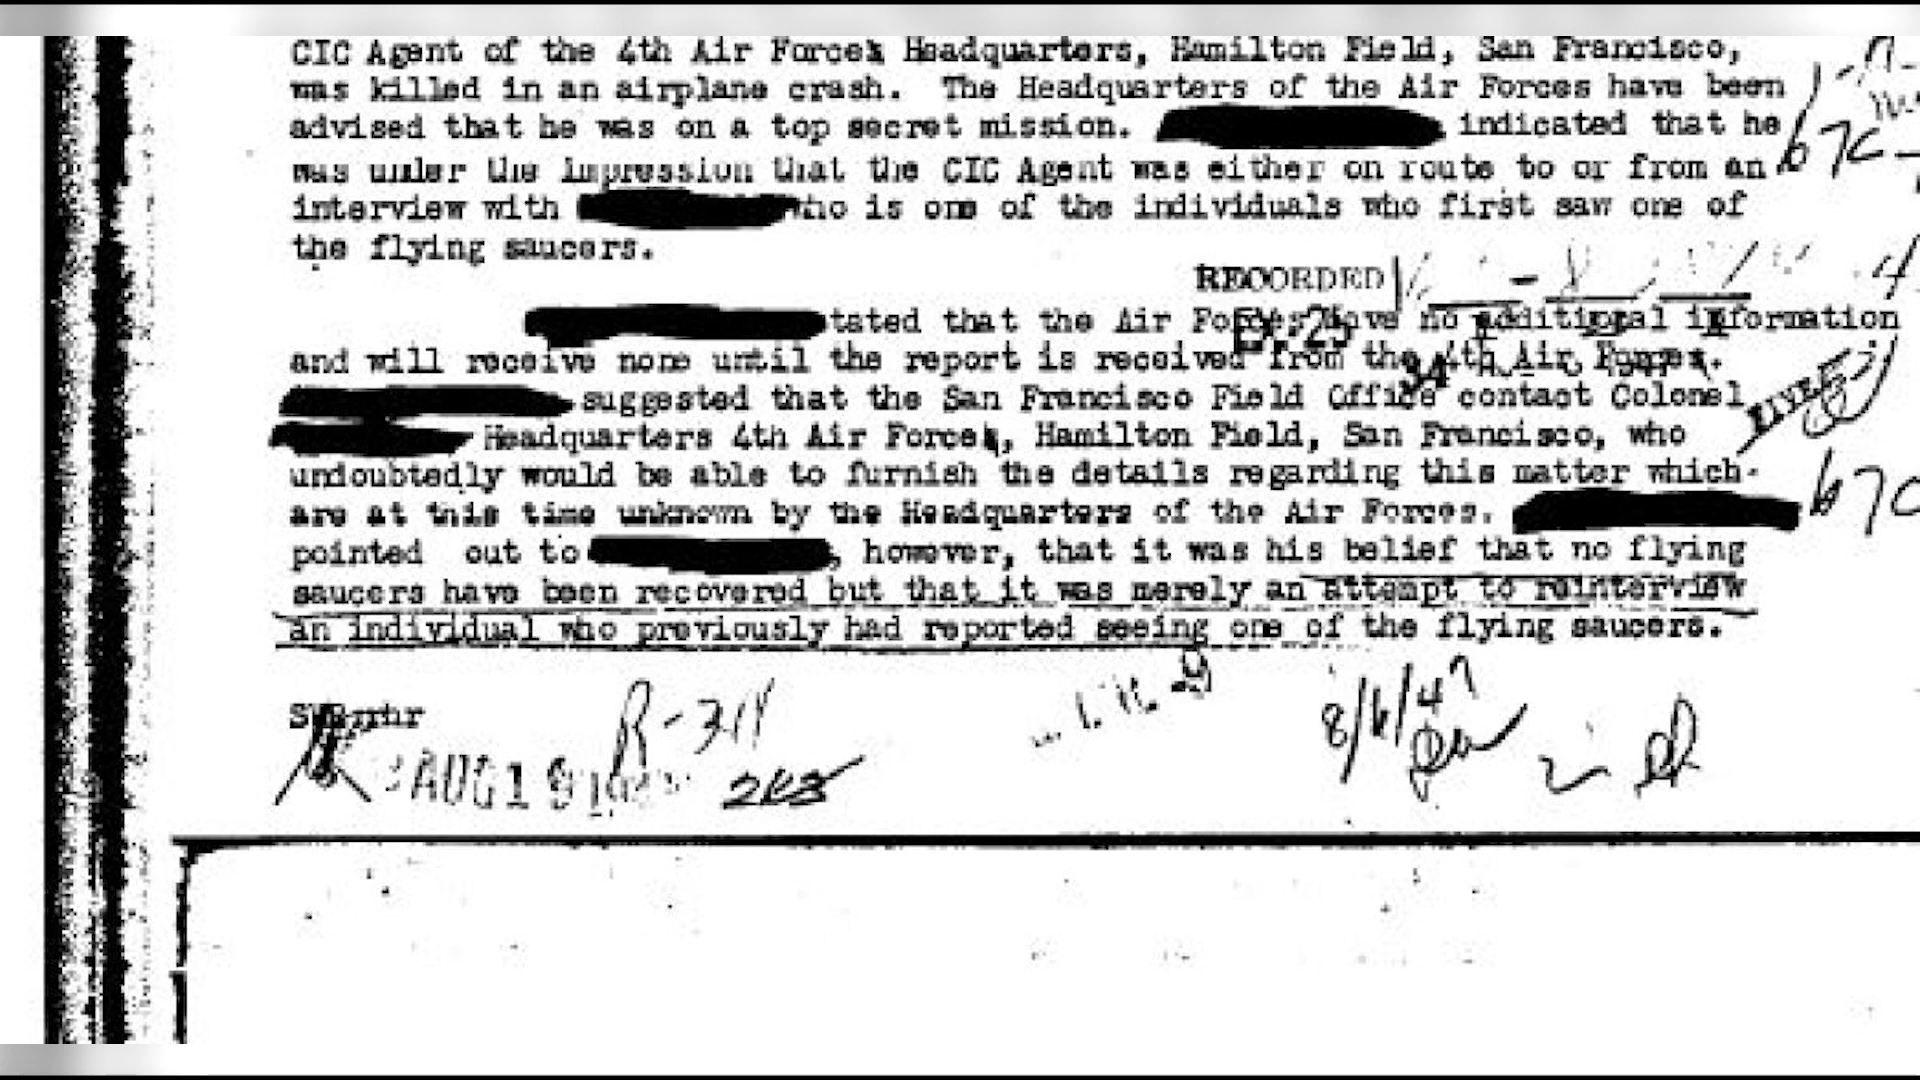 CIC Agent of the 4th Air Force, Headquarters, Hamilton Field, San Francisco,
was killed in an airplane crash. The Headquarters of the Air Forces have been
advised that he was on a top secret mission. indicated that he
was under the impression that the CIC Agent was either en route to or from an
interview with who is one of the individuals who first saw one of
the flying saucers.
RECORDED
tated that the Air Forces have no additional information
and will receive none until the report is received from the 4th Air Force.
suggested that the San Francisco Field Office contact Colonel
Headquarters 4th Air Force, Hamilton Field, San Francisco, who
undoubtedly would be able to furnish the details regarding this matter which
are at this time unknown by the Headquarters of the Air Forces.
pointed out to , however, that it was his belief that no flying
saucers have been recovered but that it was merely an attempt to reinterview
an individual who previously had reported seeing one of the flying saucers.
b7C
b7C
8/6/47
AUG 19
268